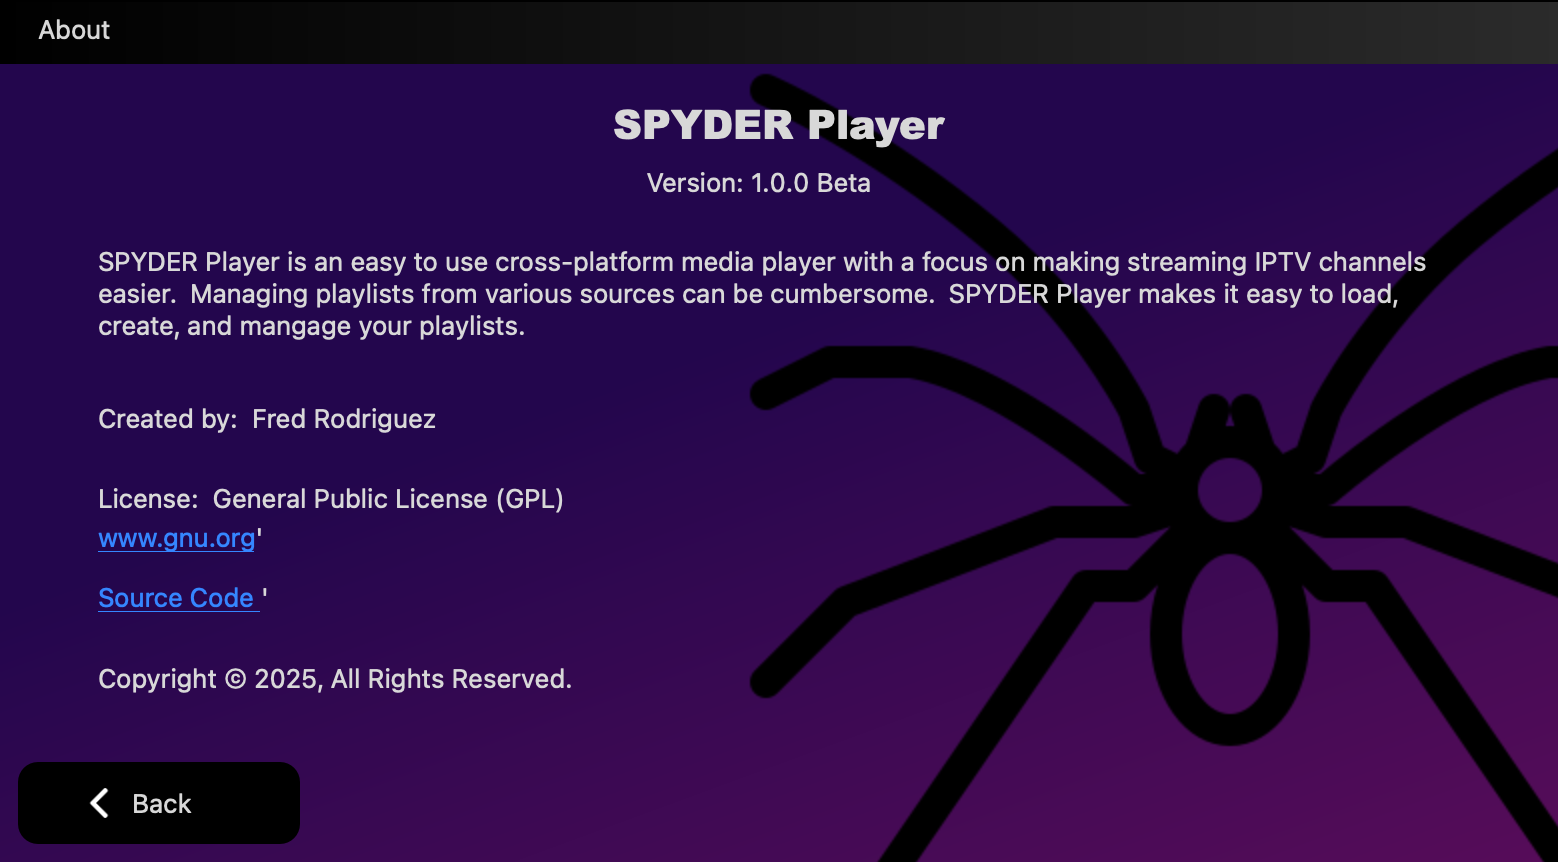 About
SPYDER Player
Version: 1.0.0 Beta
SPYDER Player is an easy to use cross-platform media player with a focus on making streaming IPTV channels
easier.  Managing playlists from various sources can be cumbersome.  SPYDER Player makes it easy to load,
create, and mangage your playlists.
Created by:  Fred Rodriguez
License:  General Public License (GPL)
www.gnu.org'
Source Code '
Copyright © 2025, All Rights Reserved.
Back